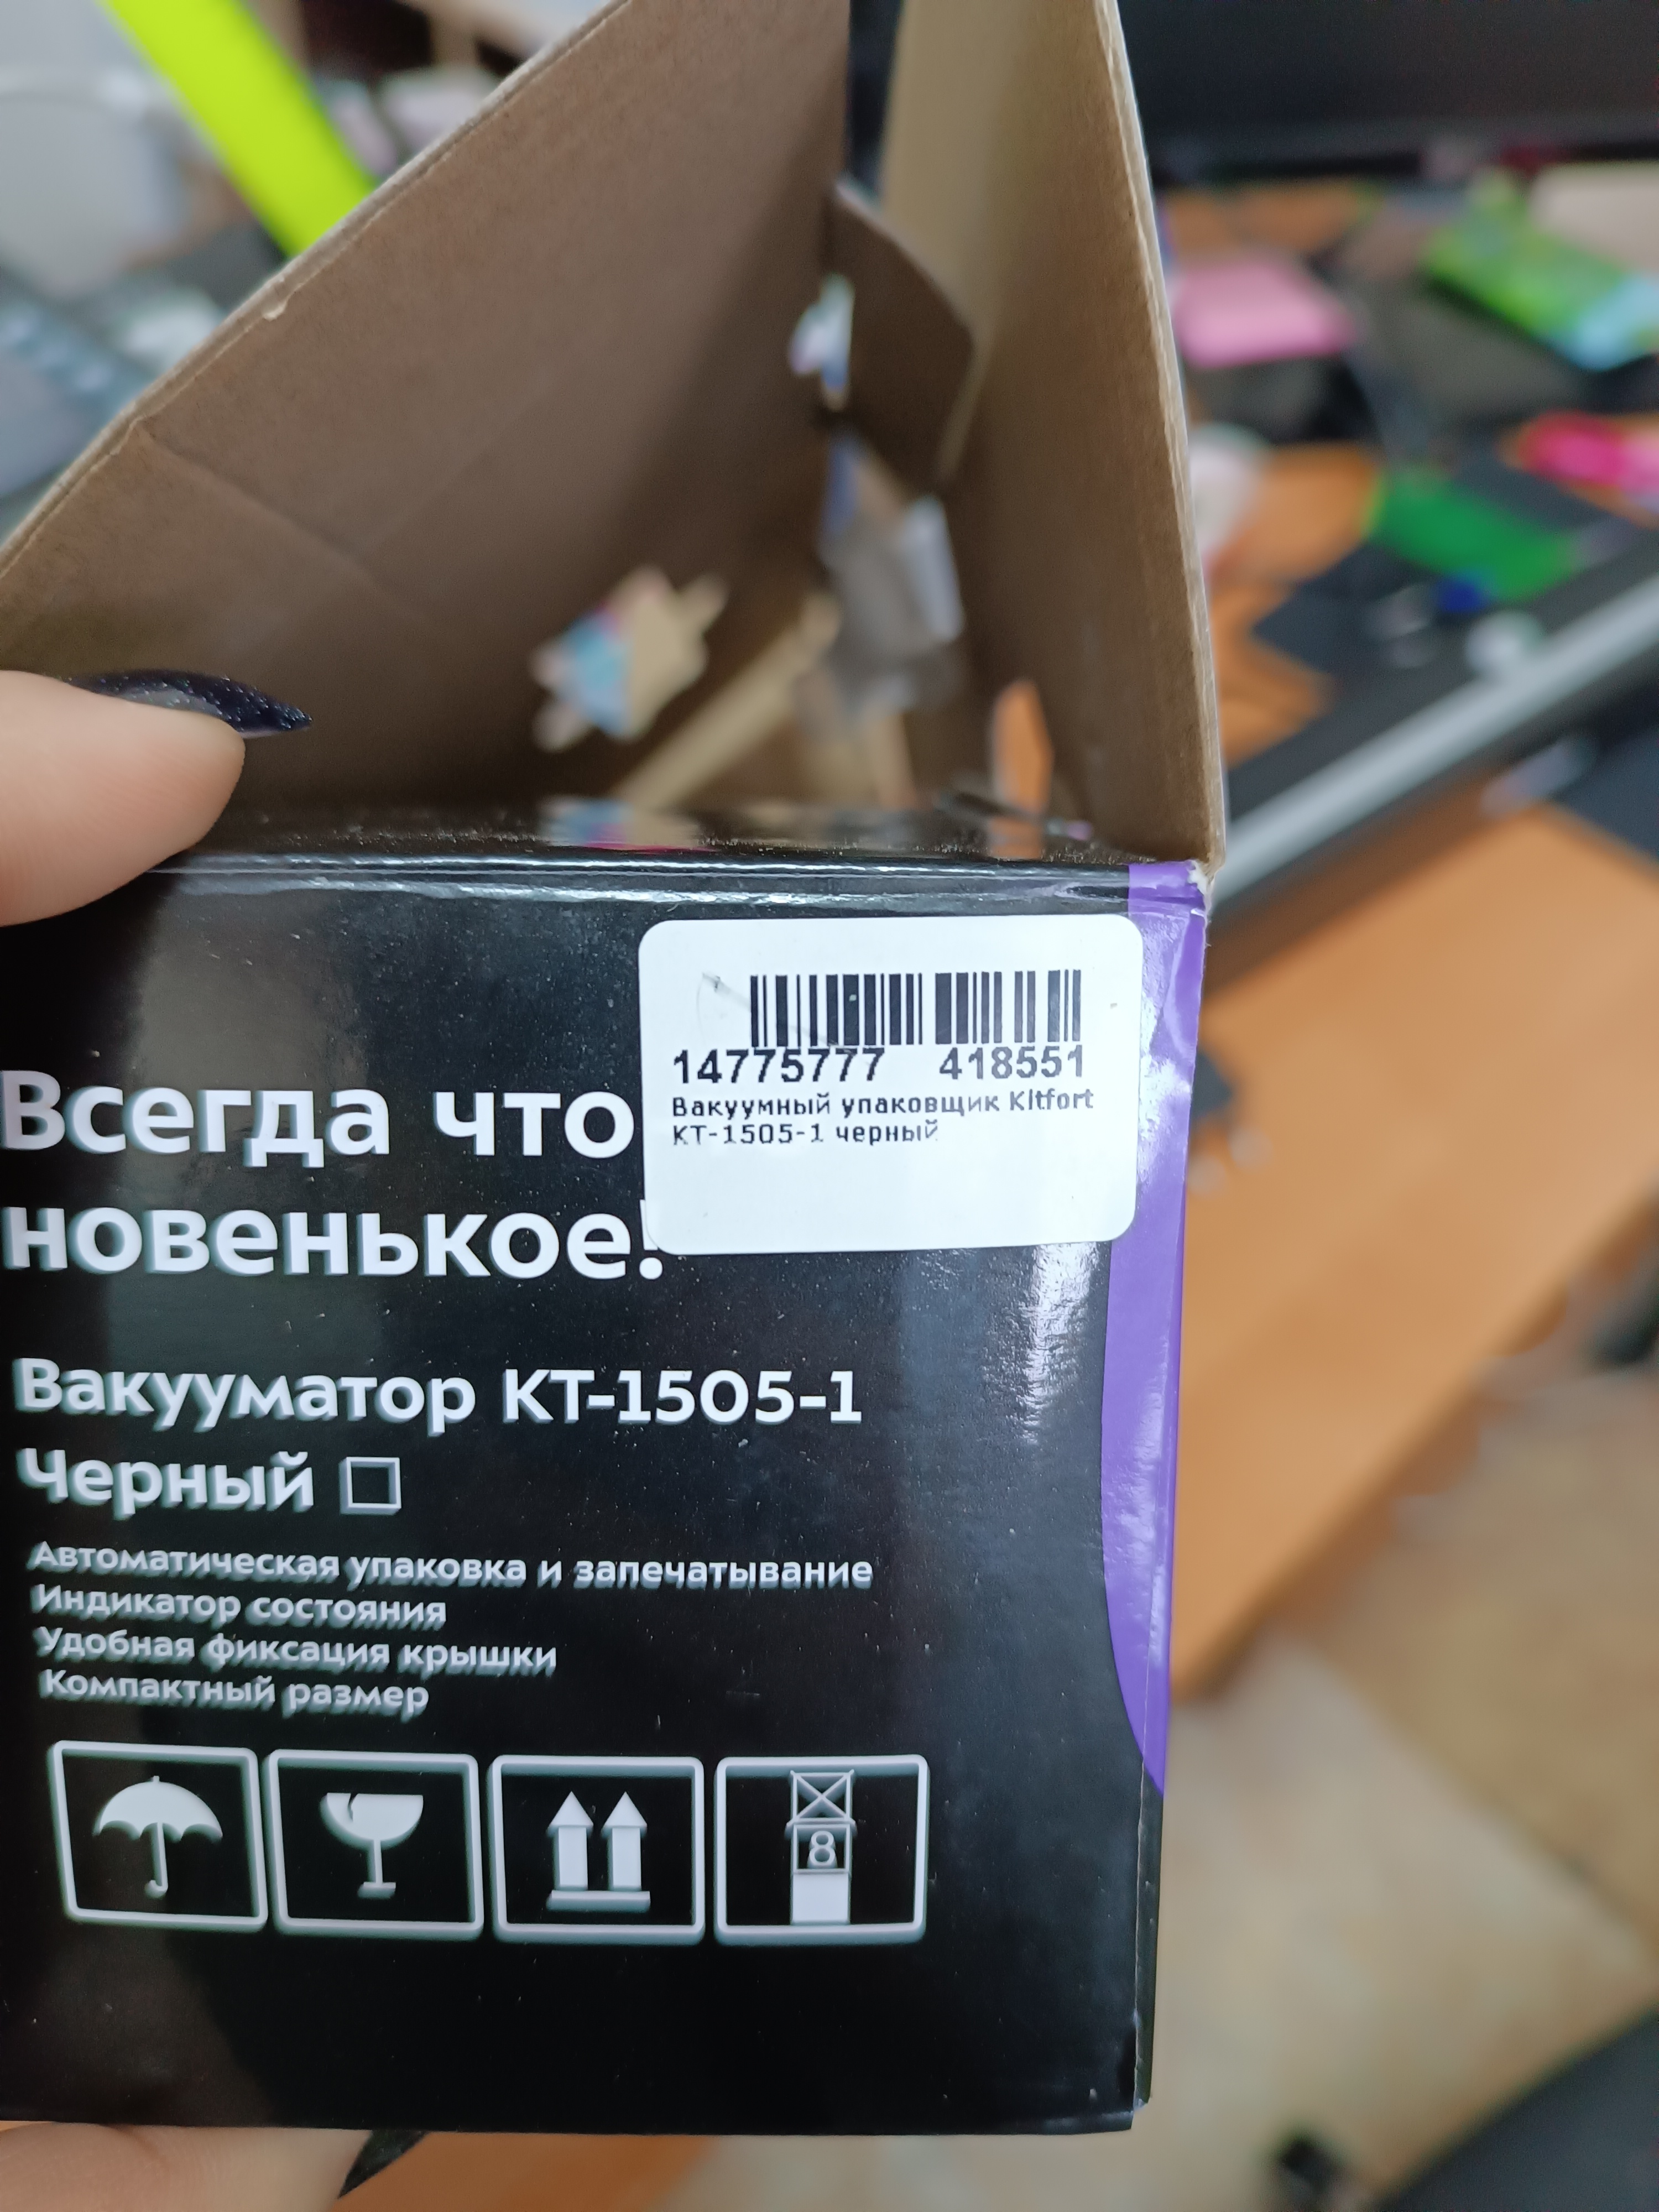 14775777 418551
Вакуумный упаковщик Kitfort
КТ-1505-1 черный
Всегда что
новенькое!
Вакууматор КТ-1505-1
Черный
Автоматическая упаковка и запечатывание
Индикатор состояния
Удобная фиксация крышки
Компактный размер
8